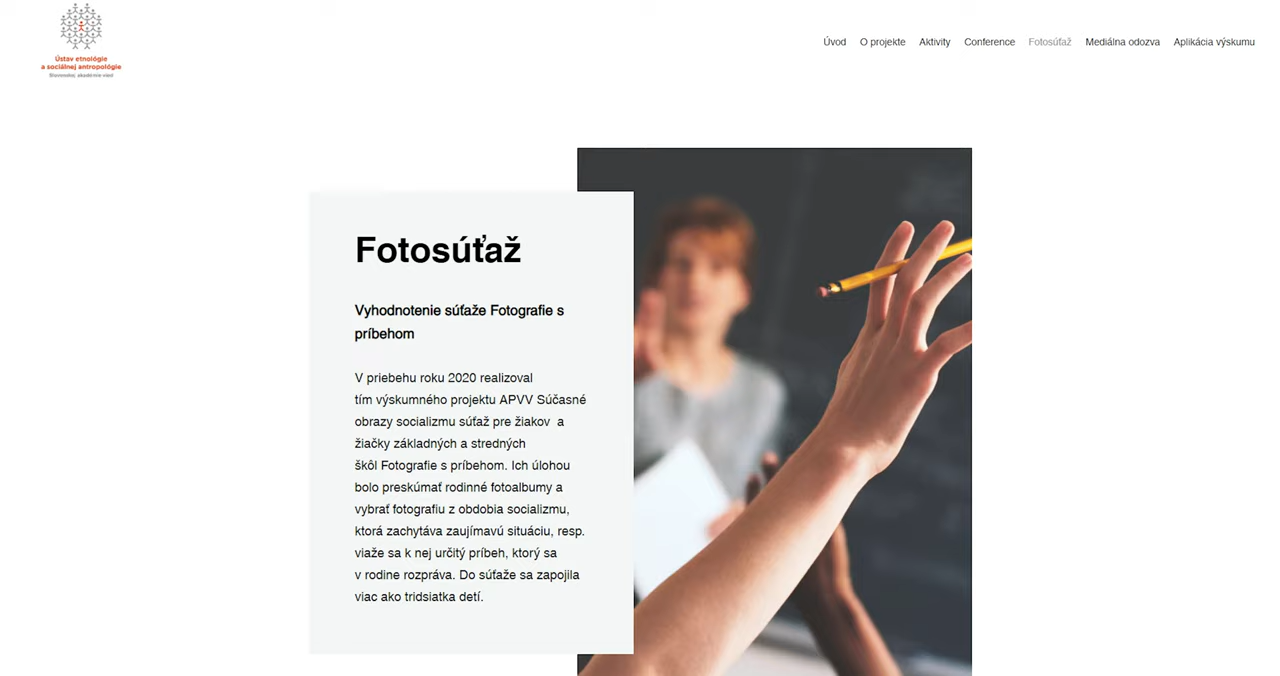 Ústav etnológie
a sociálnej antropológie
Slovenskej akadémie vied
Úvod O projekte Aktivity Conference Fotosúťaž Mediálna odozva Aplikácia výskumu
Fotosúťaž
Vyhodnotenie súťaže Fotografie s
príbehom
V priebehu roku 2020 realizoval
tím výskumného projektu APVV Súčasné
obrazy socializmu súťaž pre žiakov a
žiačky základných a stredných
škôl Fotografie s príbehom. Ich úlohou
bolo preskúmať rodinné fotoalbumy a
vybrať fotografiu z obdobia socializmu,
ktorá zachytáva zaujímavú situáciu, resp.
viaže sa k nej určitý príbeh, ktorý sa
v rodine rozpráva. Do súťaže sa zapojila
viac ako tridsiatka detí.